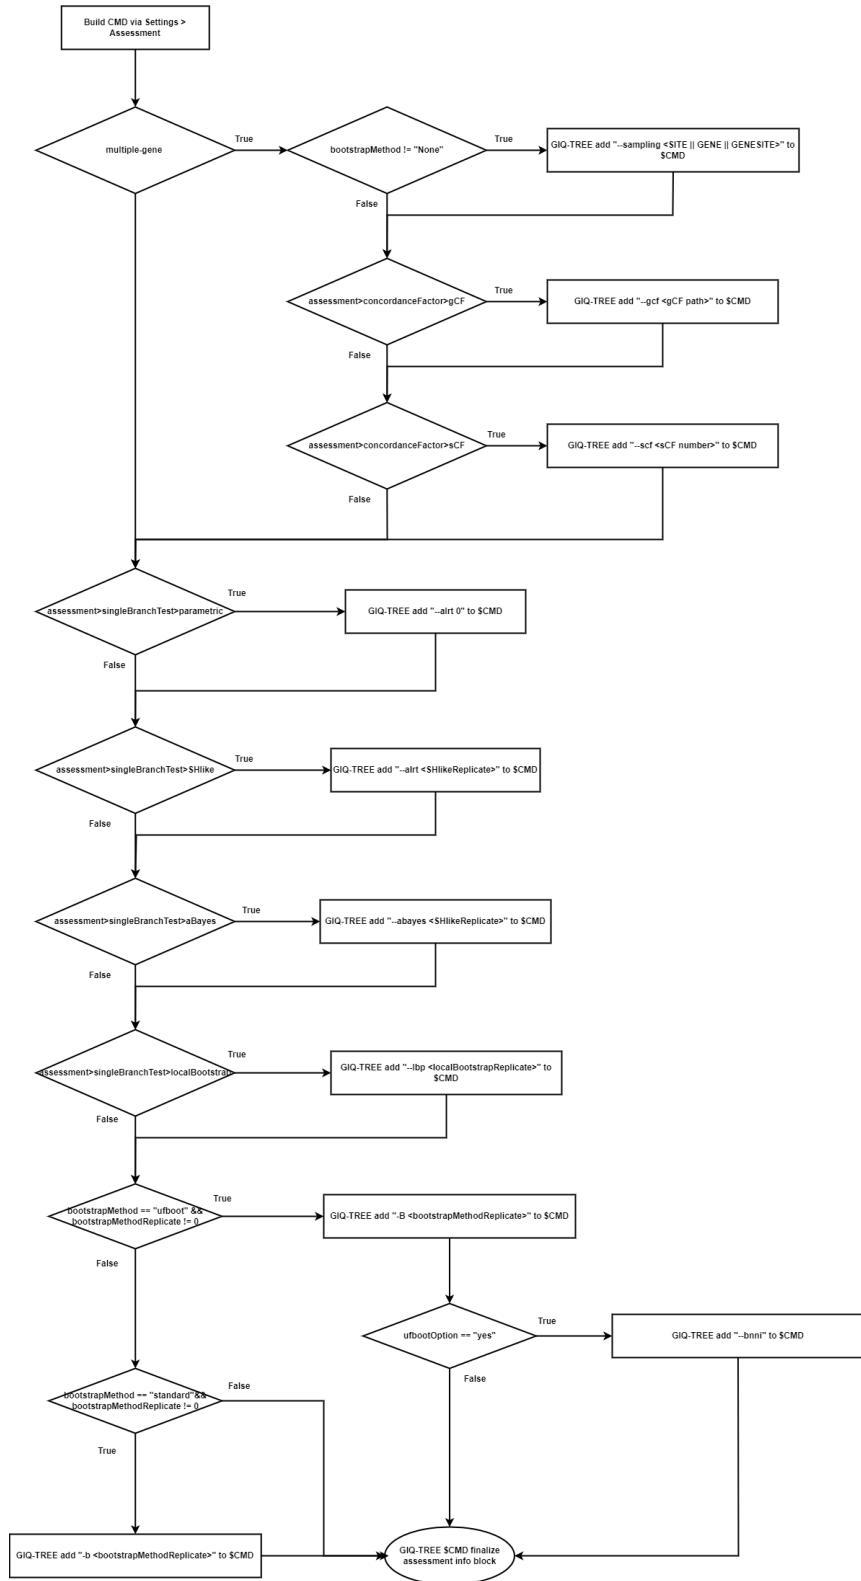 Build CMD via Settings >
Assessment
multiple-gene
True
bootstrapMethod != "None"
True
GIQ-TREE add "--sampling <SITE || GENE || GENESITE>" to
$CMD
False
assessment>concordanceFactor>gCF
True
GIQ-TREE add "--gcf <gCF path>" to $CMD
False
assessment>concordanceFactor>sCF
True
GIQ-TREE add "--scf <sCF number>" to $CMD
False
assessment>singleBranchTest>parametric
True
GIQ-TREE add "--alrt 0" to $CMD
False
assessment>singleBranchTest>SHlike
True
GIQ-TREE add "--alrt <SHlikeReplicate>" to $CMD
False
assessment>singleBranchTest>aBayes
True
GIQ-TREE add "--abayes <SHlikeReplicate>" to $CMD
False
assessment>singleBranchTest>localBootstrap
True
GIQ-TREE add "--lbp <localBootstrapReplicate>" to
$CMD
False
bootstrapMethod == "ufboot" &&
bootstrapMethodReplicate != 0
True
GIQ-TREE add "-B <bootstrapMethodReplicate>" to $CMD
False
ufbootOption == "yes"
True
GIQ-TREE add "--bnni" to $CMD
False
bootstrapMethod == "standard"&&
bootstrapMethodReplicate != 0
False
True
GIQ-TREE add "-b <bootstrapMethodReplicate>" to $CMD
GIQ-TREE $CMD finalize
assessment info block